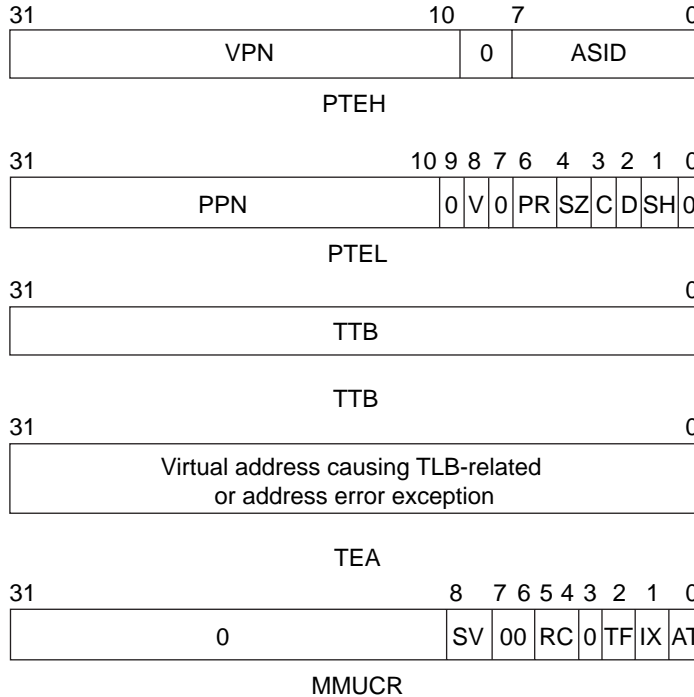 31 10 7 0
VPN 0 ASID
PTEH
31 10 9 8 7 6 4 3 2 1 0
PPN 0 V 0 PR SZ C D SH 0
PTEL
31 0
TTB
TTB
31 0
Virtual address causing TLB-related
or address error exception
TEA
31 8 7 6 5 4 3 2 1 0
0 SV 00 RC 0 TF IX AT
MMUCR